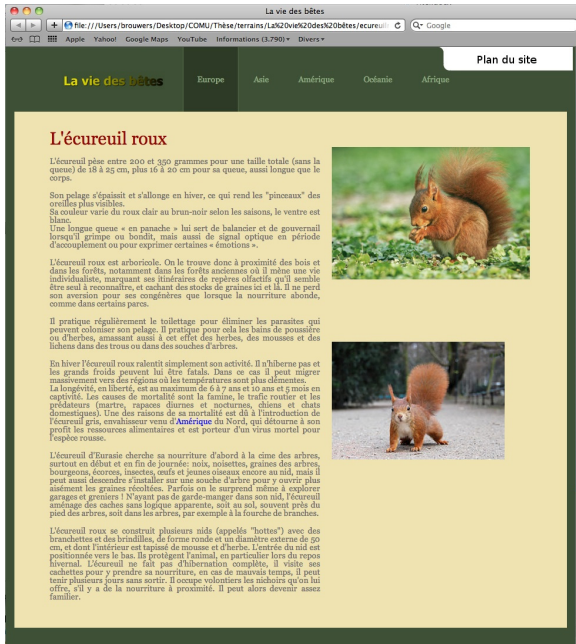 La vie des bêtes
file:///Users/brouwers/Desktop/COMU/Thèse/terrains/La%20vie%20des%20bêtes/ecureuil
Google
Apple Yahoo! Google Maps YouTube Informations (3.790) Divers
Plan du site
La vie des bêtes Europe Asie Amérique Océanie Afrique
L'écureuil roux
L'écureuil pèse entre 200 et 350 grammes pour une taille totale (sans la
queue) de 18 à 25 cm, plus 16 à 20 cm pour sa queue, aussi longue que le
corps.
Son pelage s'épaissit et s'allonge en hiver, ce qui rend les "pinceaux" des
oreilles plus visibles.
Sa couleur varie du roux clair au brun-noir selon les saisons, le ventre est
blanc.
Une longue queue « en panache » lui sert de balancier et de gouvernail
lorsqu'il grimpe ou bondit, mais aussi de signal optique en période
d'accouplement ou pour exprimer certaines « émotions ».
L'écureuil roux est arboricole. On le trouve donc à proximité des bois et
dans les forêts, notamment dans les forêts anciennes où il mène une vie
individualiste, marquant ses itinéraires de repères olfactifs qu'il semble
être seul à reconnaître, et cachant des stocks de graines ici et là. Il ne perd
son aversion pour ses congénères que lorsque la nourriture abonde,
comme dans certains parcs.
Il pratique régulièrement le toilettage pour éliminer les parasites qui
peuvent coloniser son pelage. Il pratique pour cela les bains de poussière
ou d'herbes, amassant aussi à cet effet des herbes, des mousses et des
lichens dans des trous ou dans des souches d'arbres.
En hiver l'écureuil roux ralentit simplement son activité. Il n'hiberne pas et
les grands froids peuvent lui être fatals. Dans ce cas il peut migrer
massivement vers des régions où les températures sont plus clémentes.
La longévité, en liberté, est au maximum de 6 à 7 ans et 10 ans et 5 mois en
captivité. Les causes de mortalité sont la famine, le trafic routier et les
prédateurs (martre, rapaces diurnes et nocturnes, chiens et chats
domestiques). Une des raisons de sa mortalité est dû à l'introduction de
l'écureuil gris, envahisseur venu d'Amérique du Nord, qui détourne à son
profit les ressources alimentaires et est porteur d'un virus mortel pour
l'espèce rousse.
L'écureuil d'Eurasie cherche sa nourriture d'abord à la cime des arbres,
surtout en début et en fin de journée: noix, noisettes, graines des arbres,
bourgeons, écorces, insectes, œufs et jeunes oiseaux encore au nid, mais il
peut aussi descendre s'installer sur une souche d'arbre pour y ouvrir plus
aisément les graines récoltées. Parfois on le surprend même à explorer
garages et greniers ! N'ayant pas de garde-manger dans son nid, l'écureuil
aménage des caches sans logique apparente, soit au sol, souvent près du
pied des arbres, soit dans les arbres, par exemple à la fourche de branches.
L'écureuil roux se construit plusieurs nids (appelés "hottes") avec des
branchettes et des brindilles, de forme ronde et un diamètre externe de 50
cm, et dont l'intérieur est tapissé de mousse et d'herbe. L'entrée du nid est
positionnée vers le bas. Ils protègent l'animal, en particulier lors du repos
hivernal. L'écureuil ne fait pas d'hibernation complète, il visite ses
cachettes pour y prendre sa nourriture, en cas de mauvais temps, il peut
tenir plusieurs jours sans sortir. Il occupe volontiers les nichoirs qu'on lui
offre, s'il y a de la nourriture à proximité. Il peut alors devenir assez
familier.